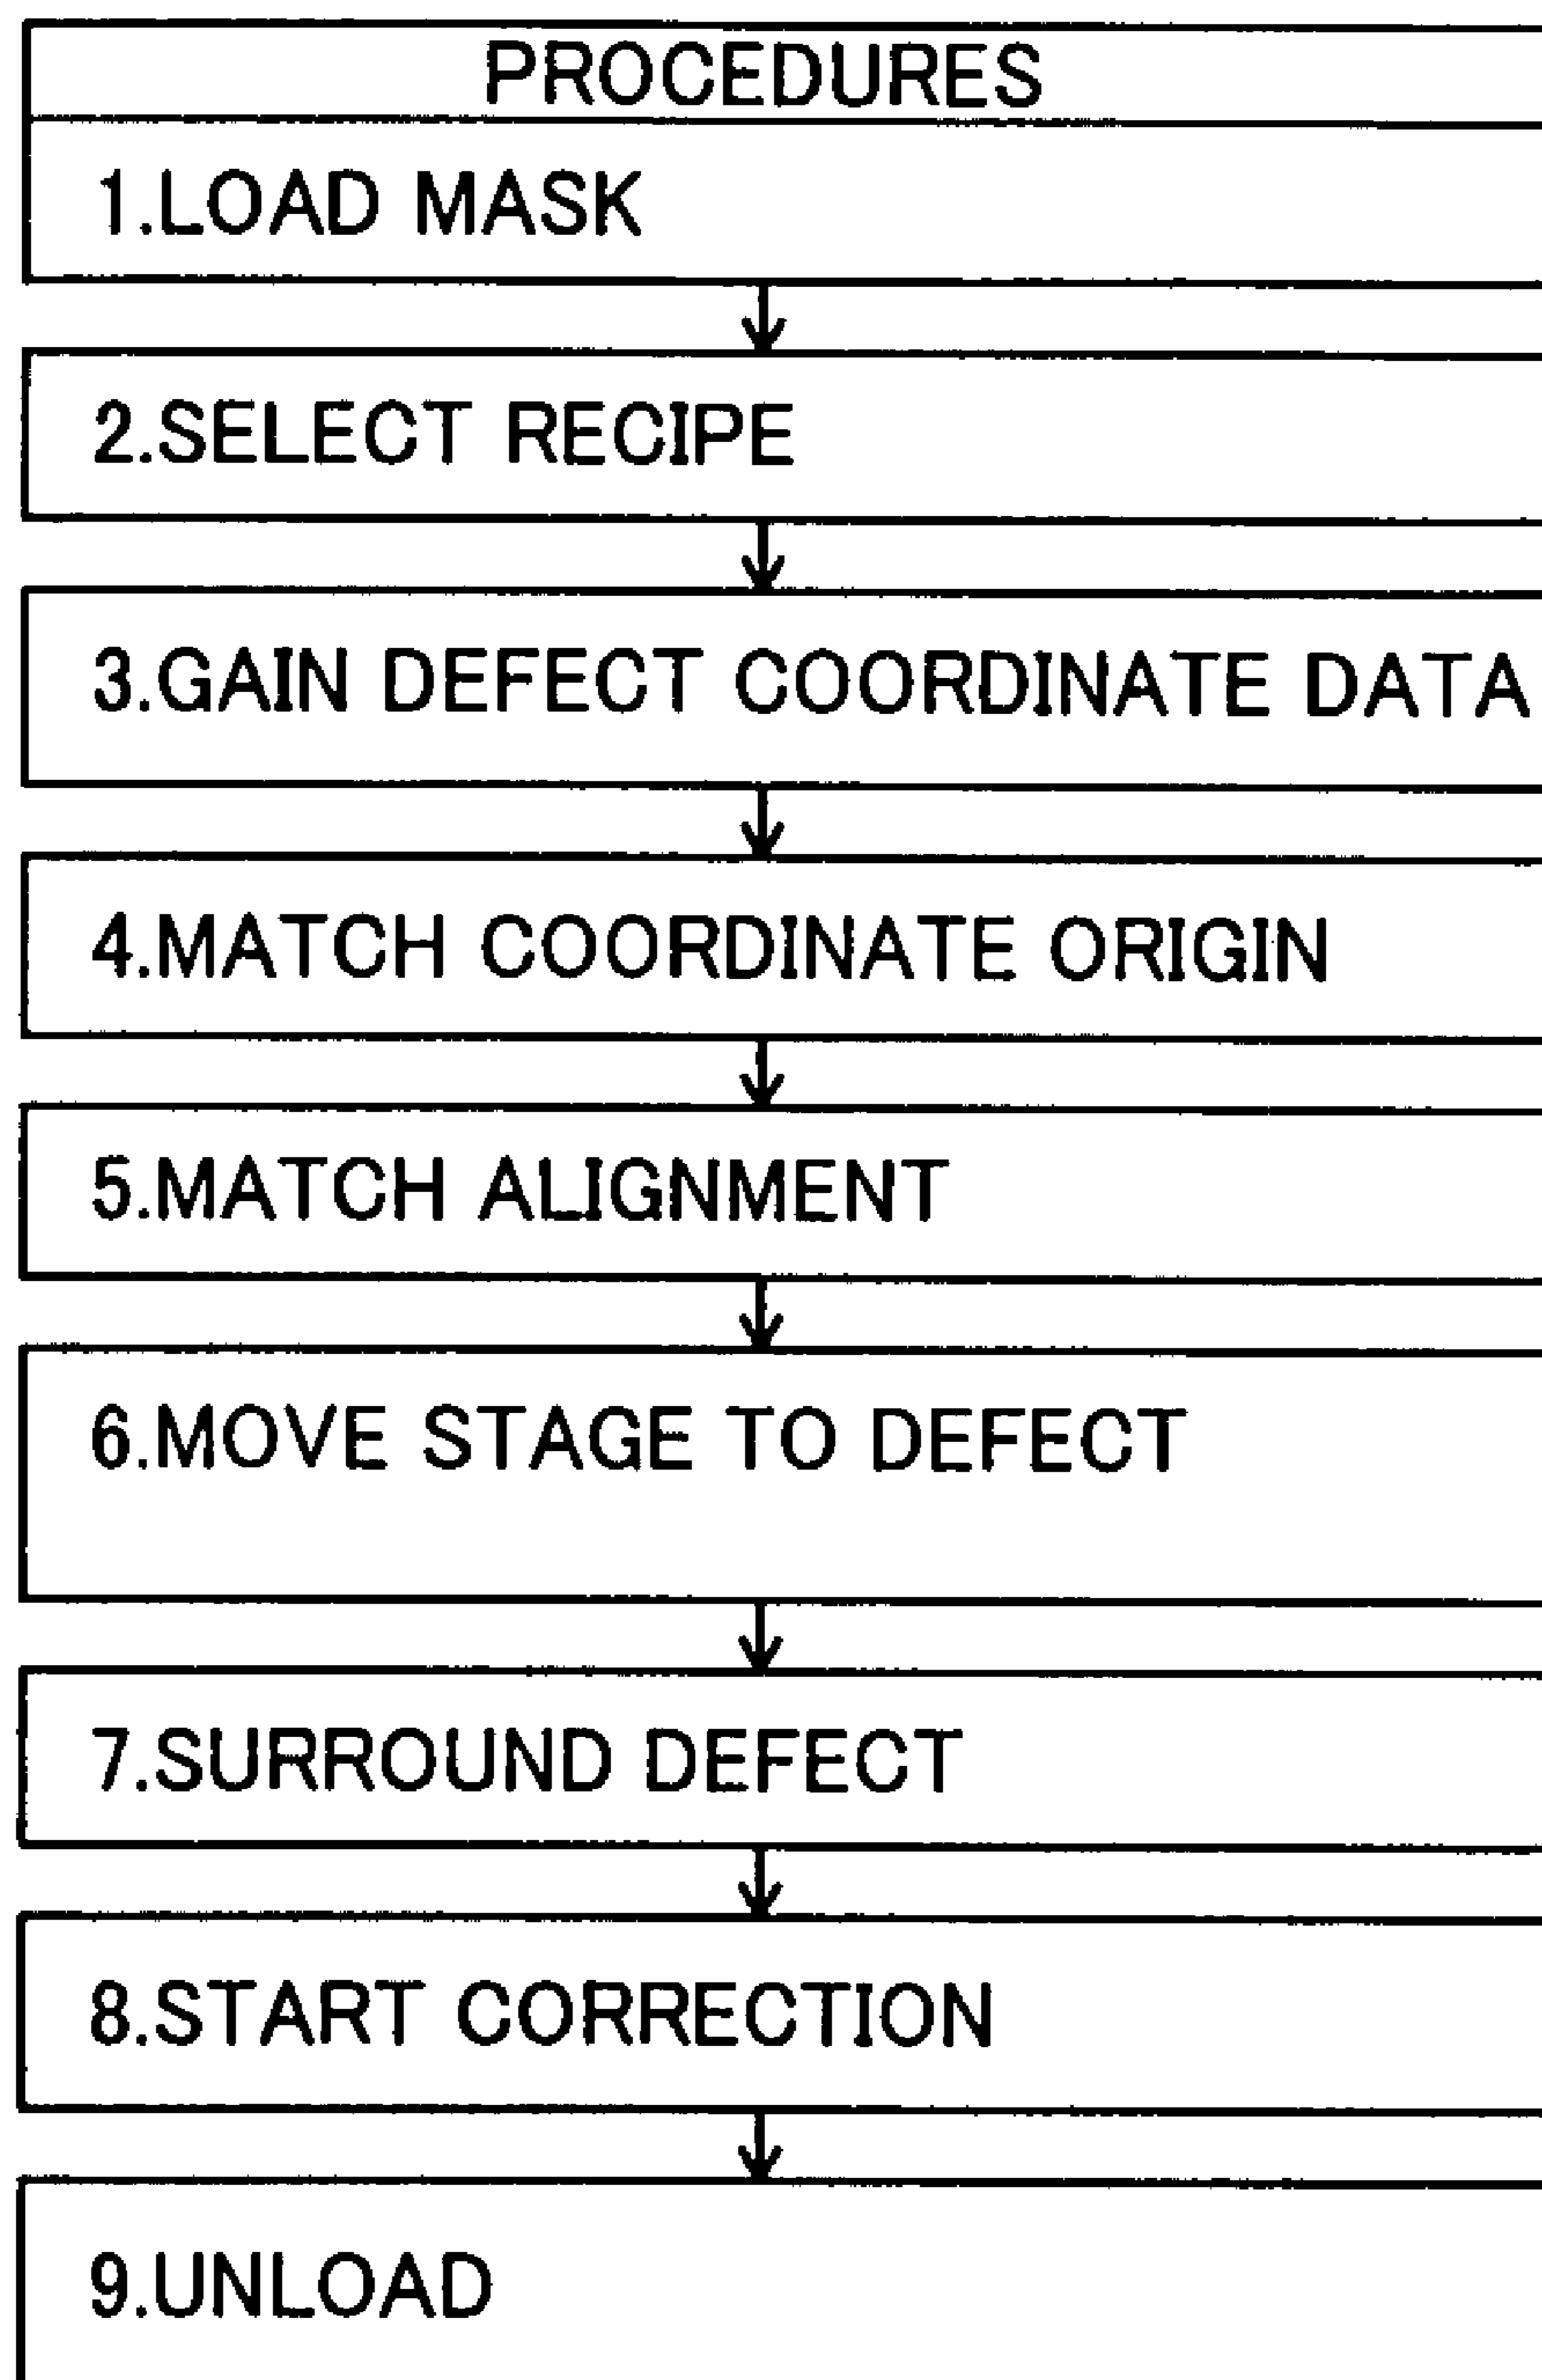 PROCEDURES
1.LOAD MASK
2.SELECT RECIPE
3.GAIN DEFECT COORDINATE DATA
4.MATCH COORDINATE ORIGIN
5.MATCH ALIGNMENT
6.MOVE STAGE TO DEFECT
7.SURROUND DEFECT
8.START CORRECTION
9.UNLOAD